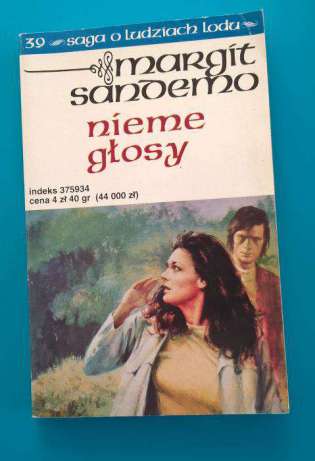 39 saga o ludziach lodu
margit
sandemo
nieme
głosy
indeks 375934
cena 4 zł 40 gr (44 000 zł)